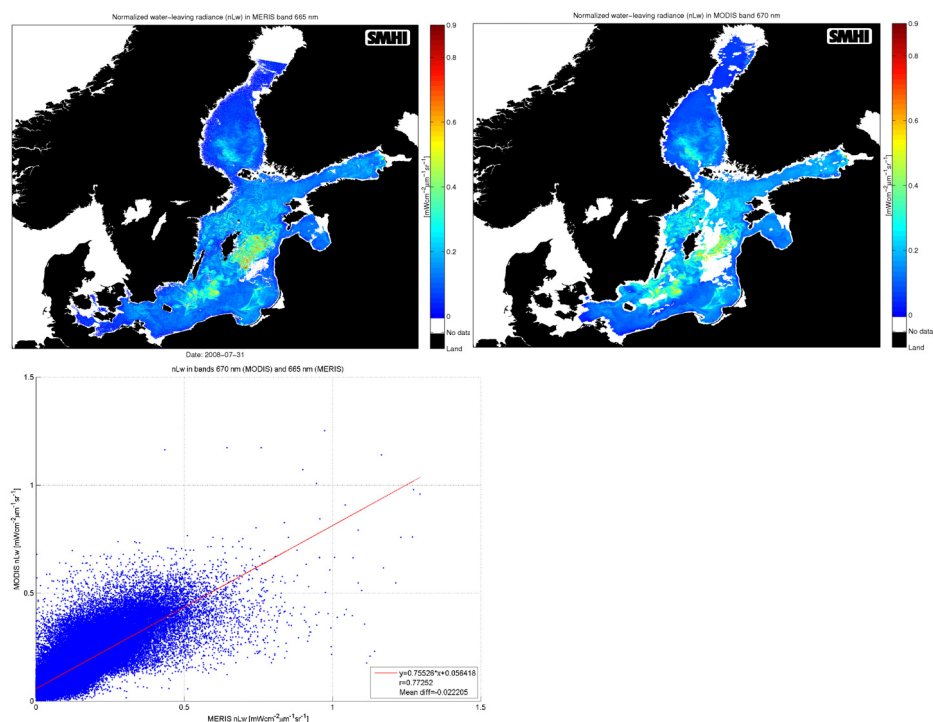 Normalized water-leaving radiance (nLw) in MERIS band 665 nm
SMHI
0.9
0.8
0.6
0.4
0.2
0
[mWcm−2μm−1sr−1]
No data
Land
Date: 2008-07-31
Normalized water-leaving radiance (nLw) in MODIS band 670 nm
SMHI
0.9
0.8
0.6
0.4
0.2
0
[mWcm−2μm−1sr−1]
No data
Land
nLw in bands 670 nm (MODIS) and 665 nm (MERIS)
1.5
1
0.5
0
MODIS nLw [mWcm−2μm−1sr−1]
0 0.5 1 1.5
MERIS nLw [mWcm−2μm−1sr−1]
y=0.75526*x+0.056418
r=0.77252
Mean diff=-0.022205